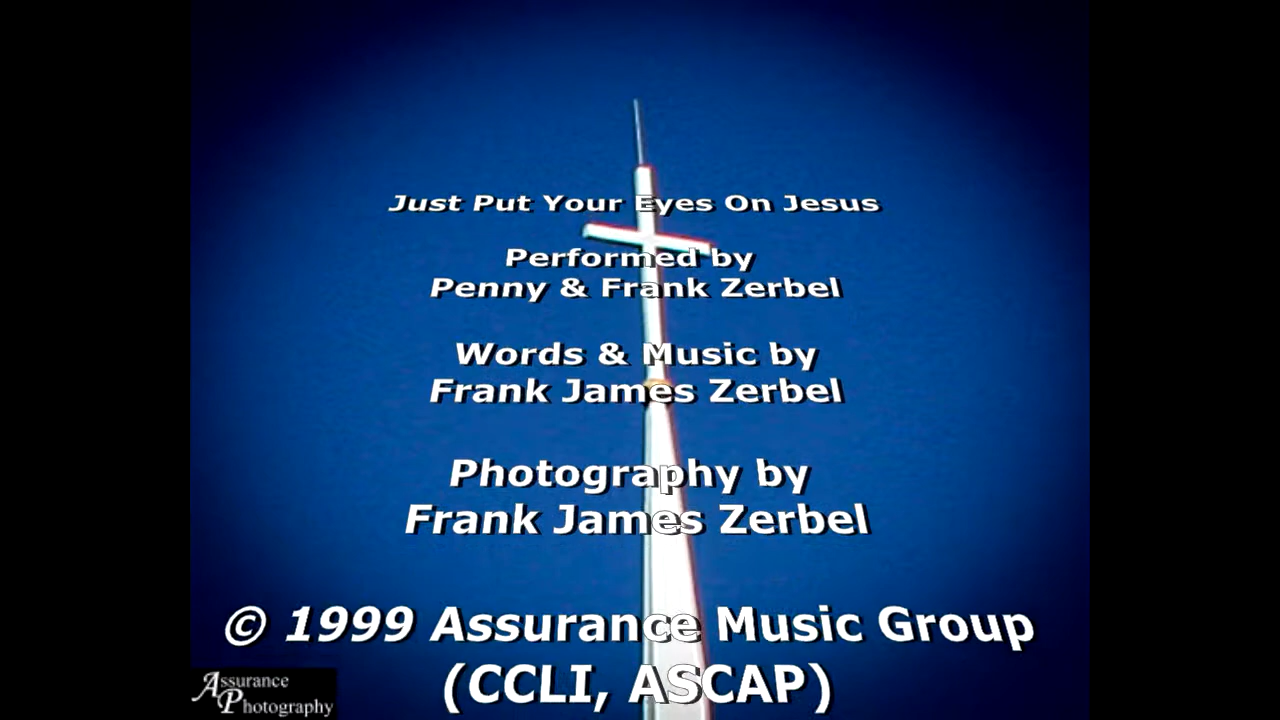 Just Put Your Eyes On Jesus
Performed by
Penny & Frank Zerbel
Words & Music by
Frank James Zerbel
Photography by
Frank James Zerbel
© 1999 Assurance Music Group
(CCLI, ASCAP)
Assurance
Photography